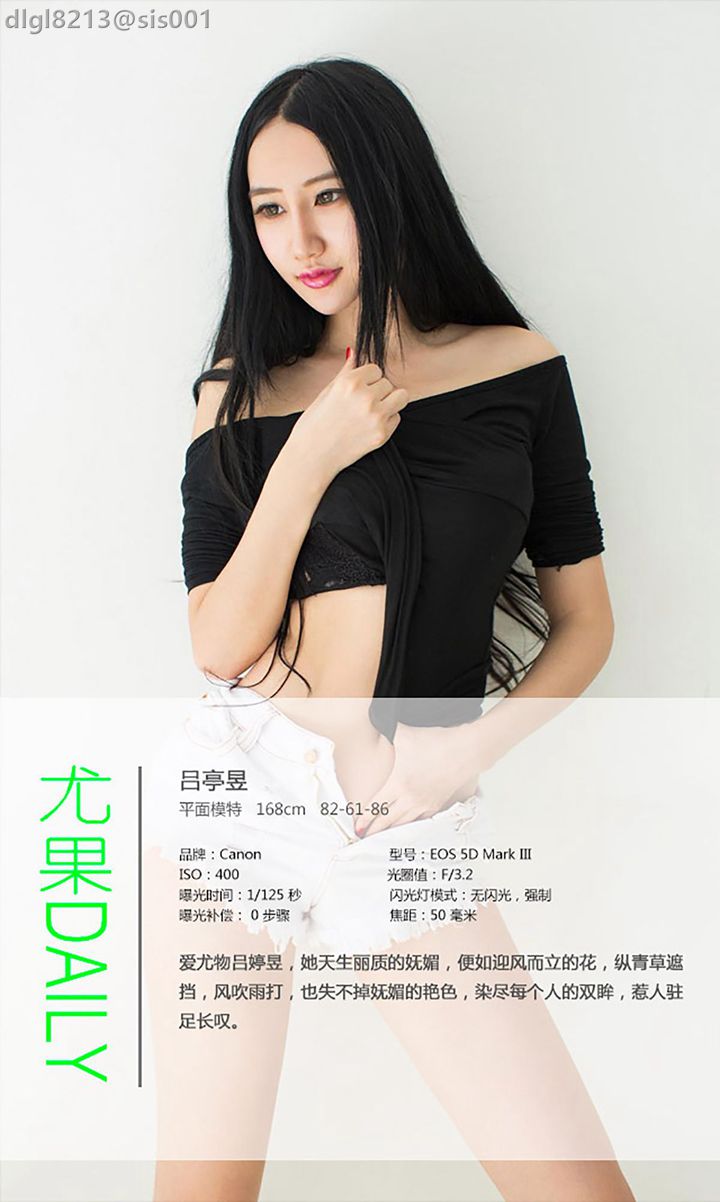 dlgl8213@sis001
尤果DAILY
吕亭昱
平面模特 168cm 82-61-86
品牌：Canon 型号：EOS 5D Mark III
ISO：400 光圈值：F/3.2
曝光时间：1/125 秒 闪光灯模式：无闪光，强制
曝光补偿： 0 步骤 焦距：50 毫米
爱尤物吕婷昱，她天生丽质的妩媚，便如迎风而立的花，纵青草遮
挡，风吹雨打，也失不掉妩媚的艳色，染尽每个人的双眸，惹人驻
足长叹。